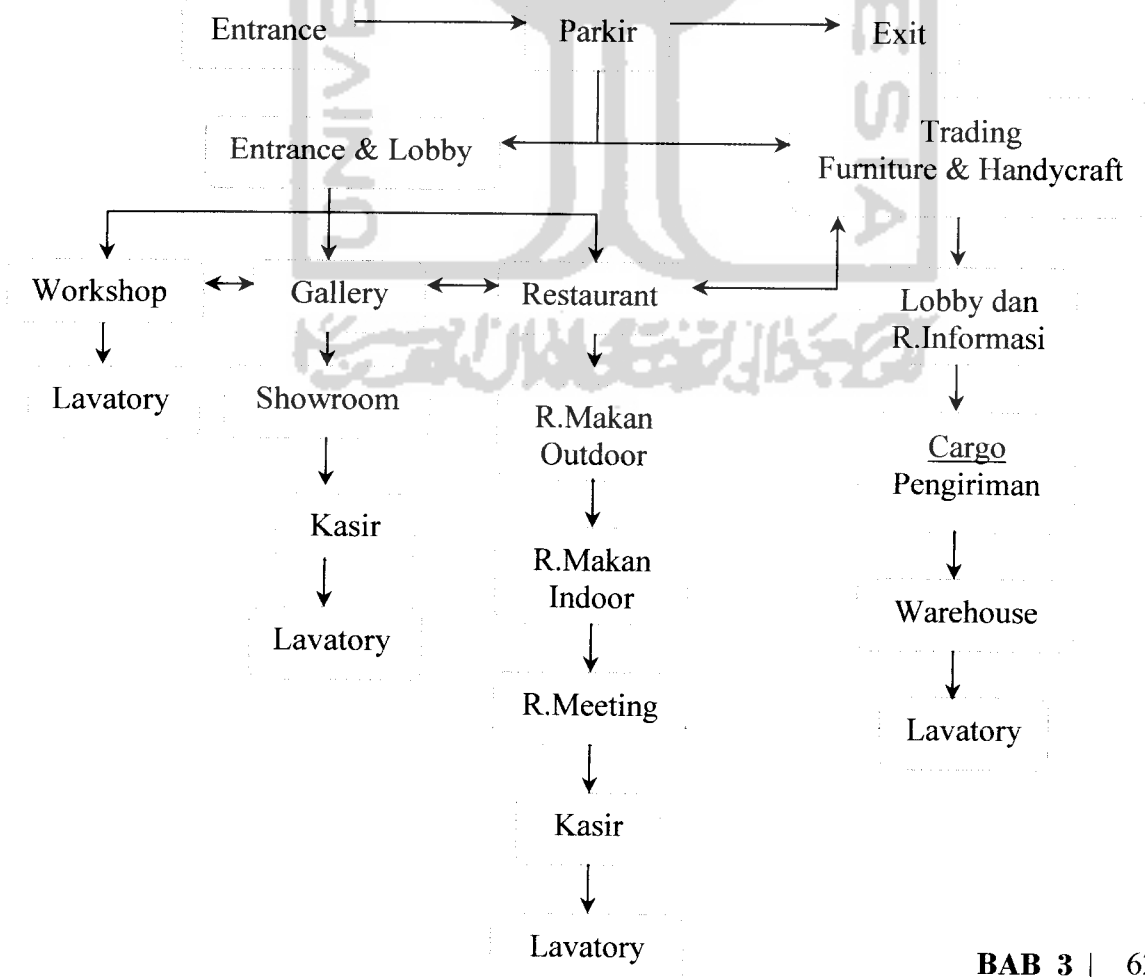 Entrance
Parkir
Exit
Entrance & Lobby
Trading
Furniture & Handycraft
Workshop
Gallery
Restaurant
Lobby dan
R.Informasi
Lavatory
Showroom
R.Makan
Outdoor
Cargo
Pengiriman
Kasir
R.Makan
Indoor
Warehouse
Lavatory
R.Meeting
Lavatory
Kasir
Lavatory
BAB 3 |